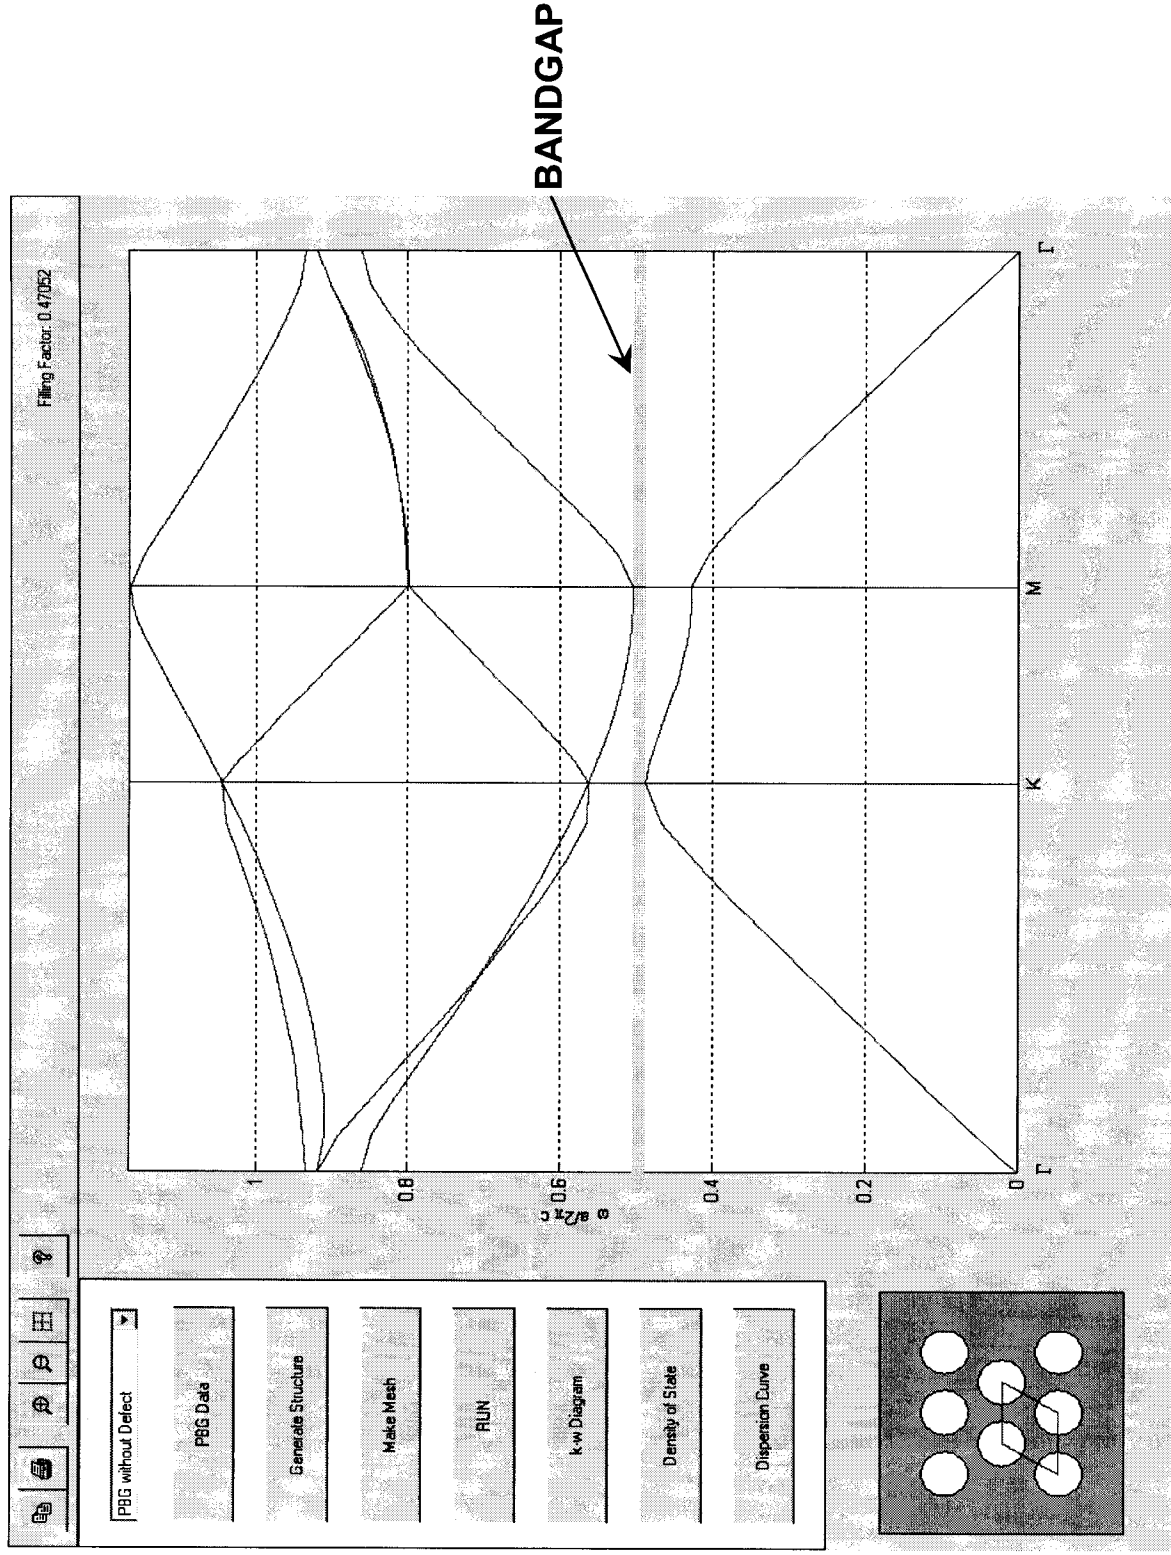 Filling Factor: 0.47052
PBG without Defect
PBG Data
Generate Structure
Make Mesh
RUN
k-w Diagram
Density of State
Dispersion Curve
ω a/2π c
1
0.8
0.6
0.4
0.2
0
Γ
K
M
Γ
BANDGAP